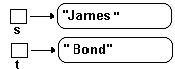 "James "
s
" Bond"
t